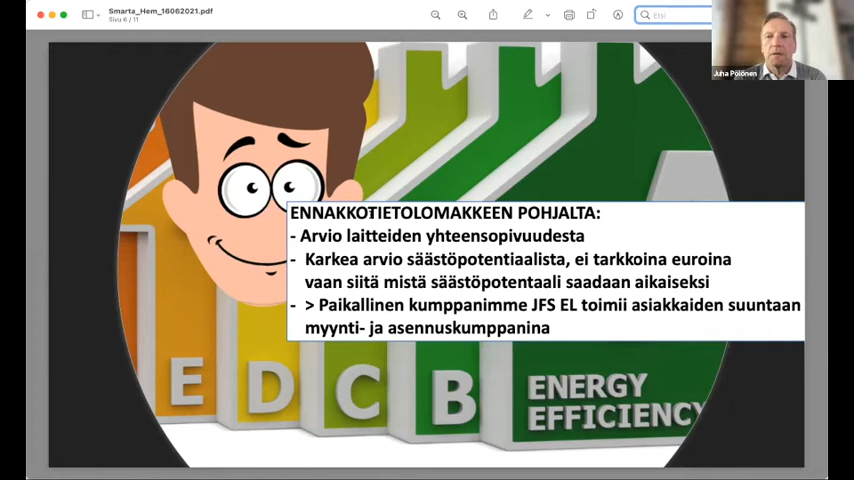 Smarta_Hem_16062021.pdf
Sivu 6 / 11
Etsi
Juha Pölönen
ENNAKKOTIETOLOMAKKEEN POHJALTA:
- Arvio laitteiden yhteensopivuudesta
- Karkea arvio säästöpotentiaalista, ei tarkkoina euroina
vaan siitä mistä säästöpotentaali saadaan aikaiseksi
- > Paikallinen kumppanimme JFS EL toimii asiakkaiden suuntaan
myynti- ja asennuskumppanina
E D C B
ENERGY
EFFICIENCY